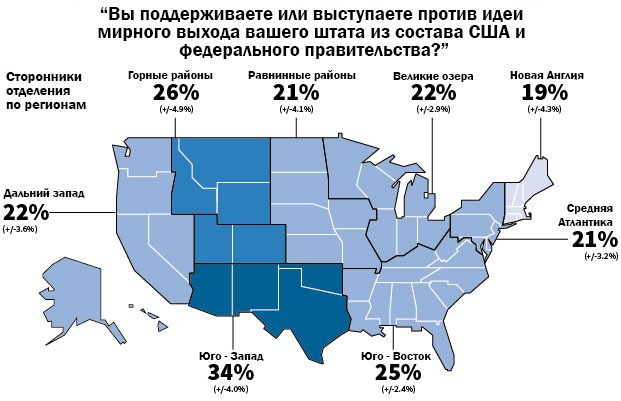 “Вы поддерживаете или выступаете против идеи
мирного выхода вашего штата из состава США и
федерального правительства?”
Сторонники
отделения
по регионам
Горные районы
26%
(+/-4.9%)
Равнинные районы
21%
(+/-4.1%)
Великие озера
22%
(+/-2.9%)
Новая Англия
19%
(+/-4.3%)
Дальний запад
22%
(+/-3.6%)
Средняя
Атлантика
21%
(+/-3.2%)
Юго - Запад
34%
(+/-4.0%)
Юго - Восток
25%
(+/-2.4%)